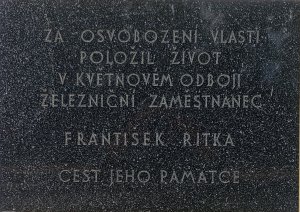 ZA OSVOBOZENÍ VLASTI
POLOŽIL ŽIVOT
V KVĚTNOVÉM ODBOJI
ŽELEZNIČNÍ ZAMĚSTNANEC
FRANTIŠEK RITKA
ČEST JEHO PAMÁTCE